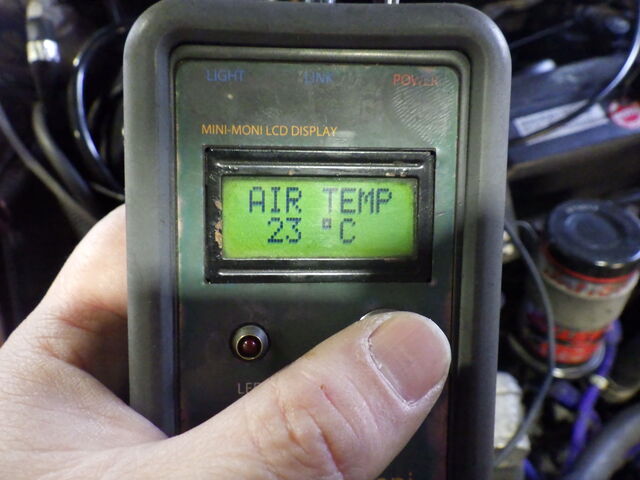 LIGHT LINK POWER
MINI-MONI LCD DISPLAY
AIR TEMP
23 °C